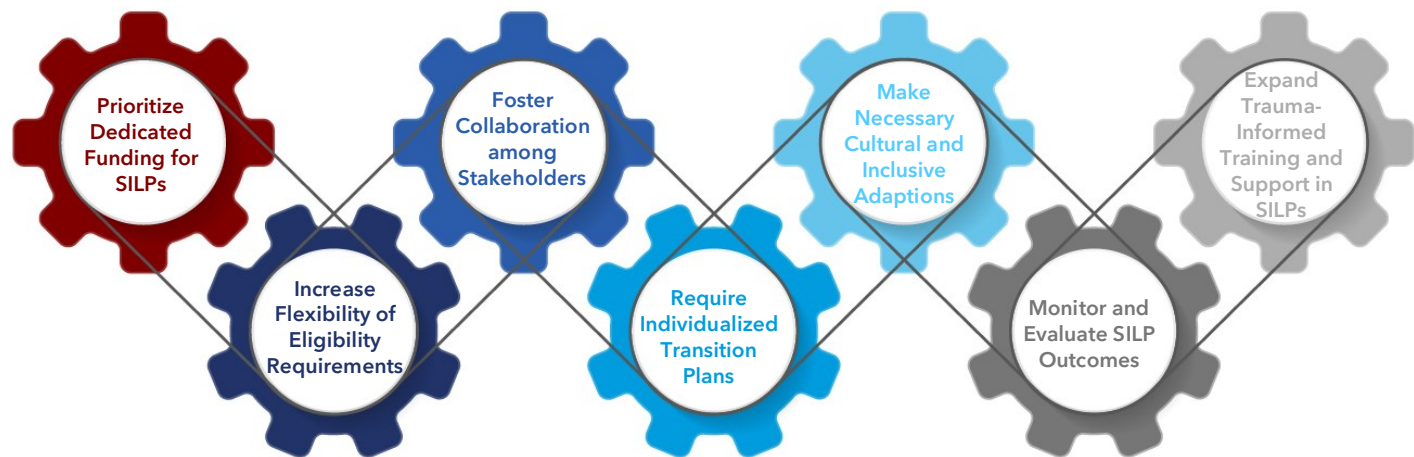 Prioritize
Dedicated
Funding for
SILPs
Increase
Flexibility of
Eligibility
Requirements
Foster
Collaboration
among
Stakeholders
Require
Individualized
Transition
Plans
Make
Necessary
Cultural and
Inclusive
Adaptions
Monitor and
Evaluate SILP
Outcomes
Expand
Trauma-
Informed
Training and
Support in
SILPs